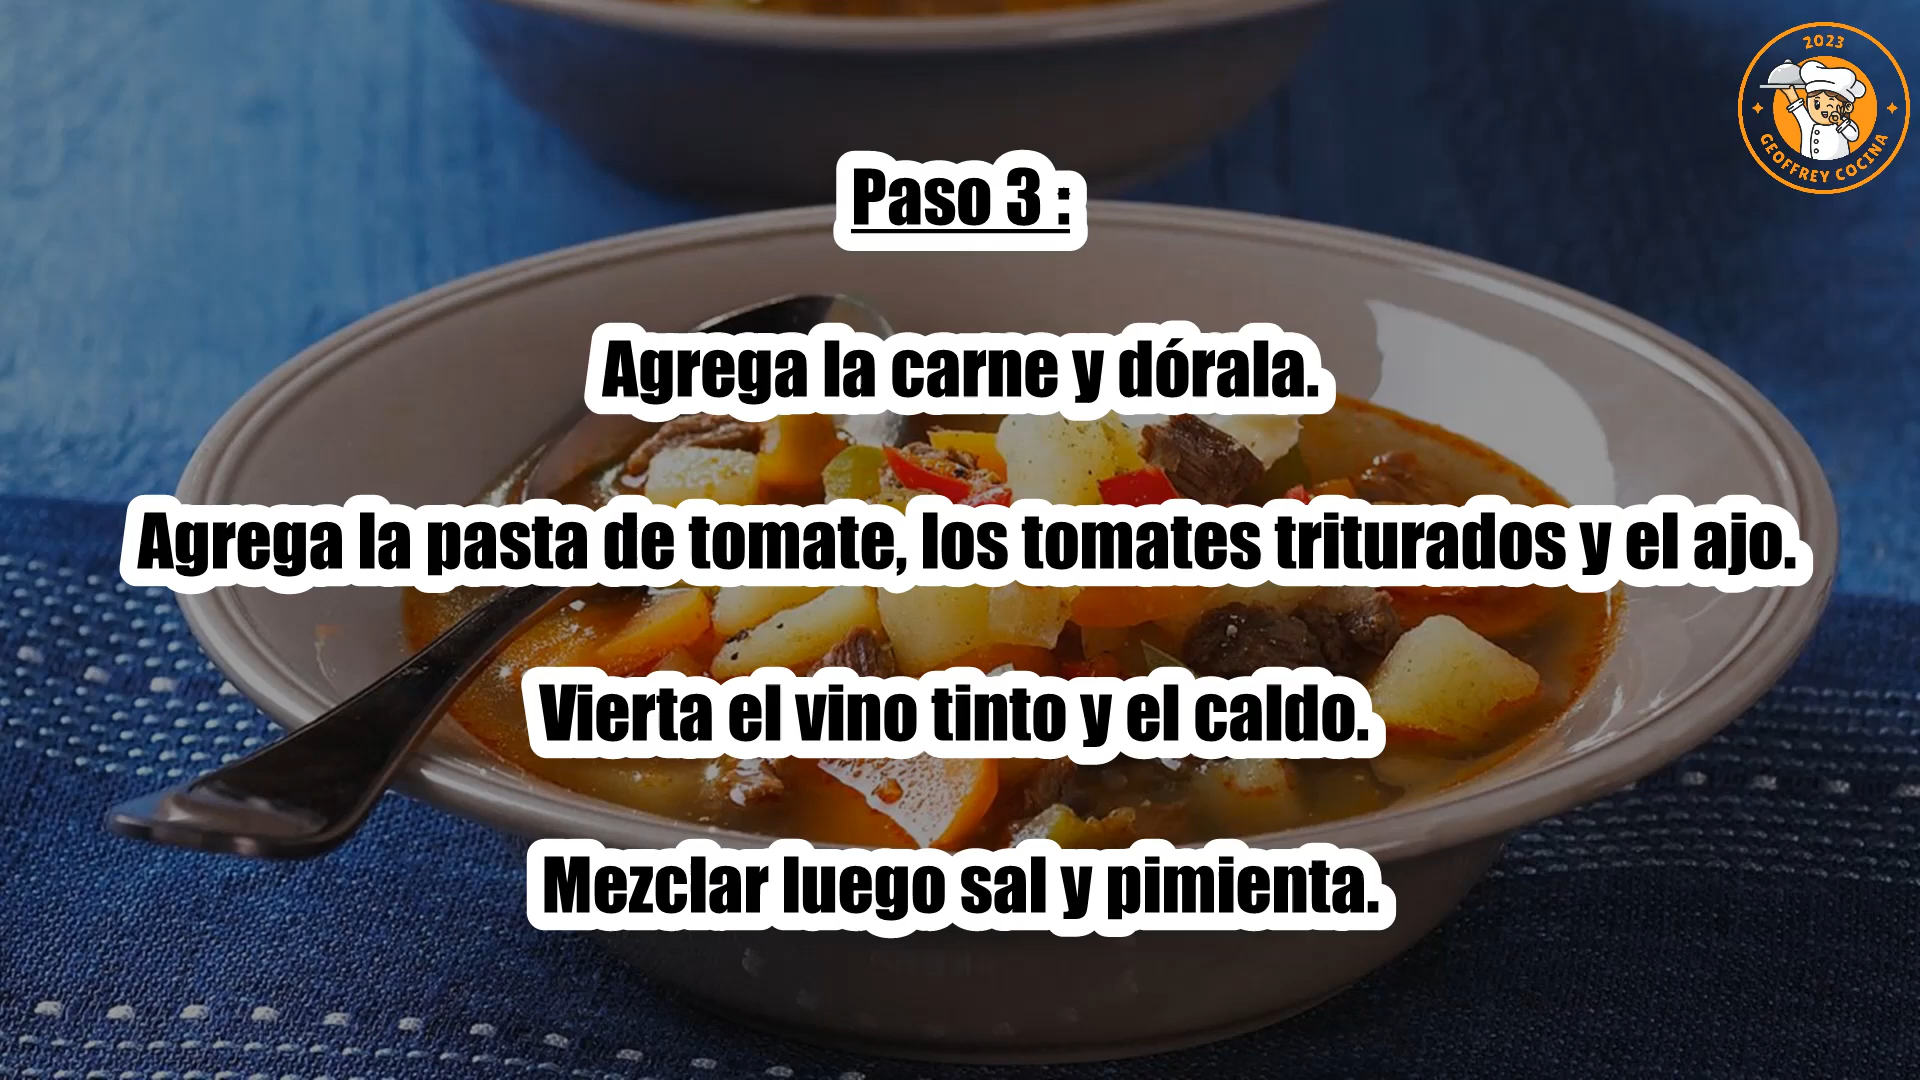 2023
GEOFFREY COCINA
Paso 3 :
Agrega la carne y dórala.
Agrega la pasta de tomate, los tomates triturados y el ajo.
Vierta el vino tinto y el caldo.
Mezclar luego sal y pimienta.